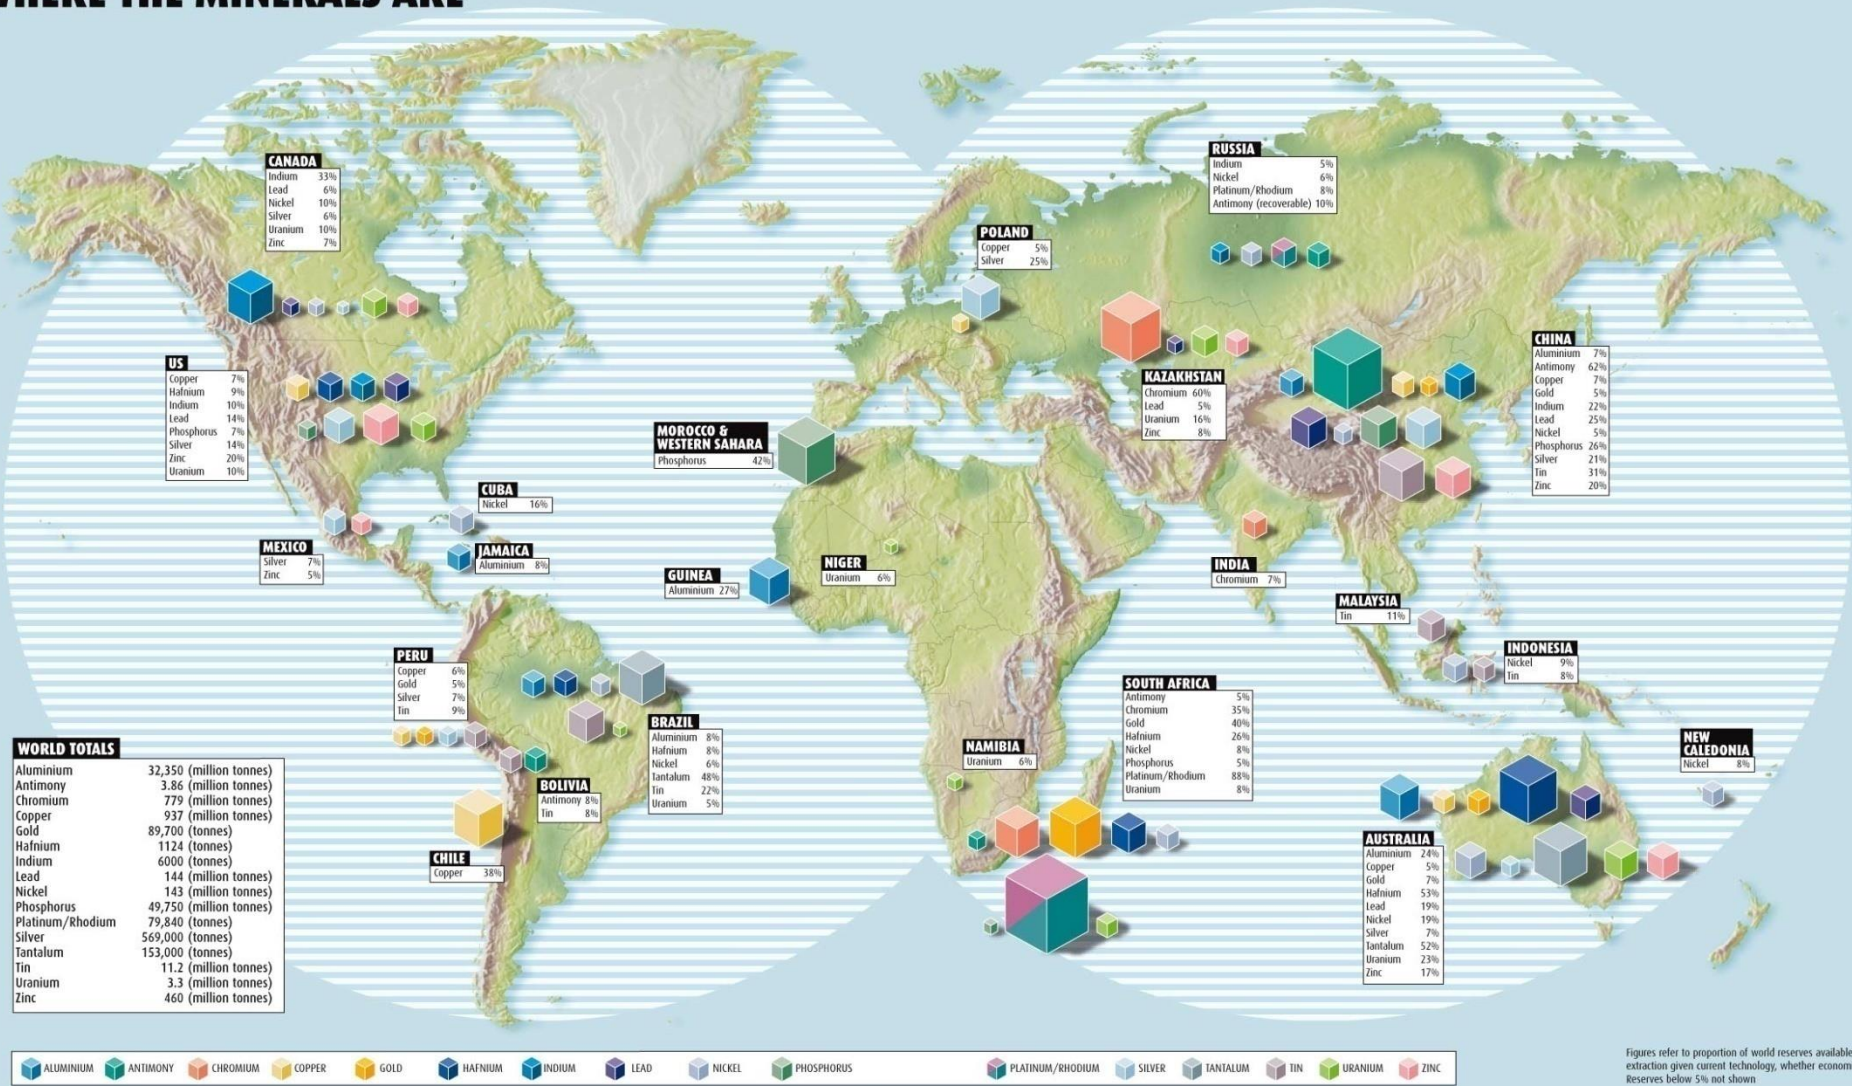 WHERE THE MINERALS ARE
CANADA
Indium 33%
Lead 6%
Nickel 10%
Silver 6%
Uranium 10%
Zinc 7%
RUSSIA
Indium 5%
Nickel 6%
Platinum/Rhodium 8%
Antimony (recoverable) 10%
POLAND
Copper 5%
Silver 25%
US
Copper 7%
Hafnium 9%
Indium 10%
Lead 14%
Phosphorus 7%
Silver 14%
Zinc 20%
Uranium 10%
KAZAKHSTAN
Chromium 60%
Lead 5%
Uranium 16%
Zinc 8%
CHINA
Aluminium 7%
Antimony 62%
Copper 7%
Gold 5%
Indium 22%
Lead 25%
Nickel 5%
Phosphorus 26%
Silver 21%
Tin 31%
Zinc 20%
MOROCCO &
WESTERN SAHARA
Phosphorus 42%
CUBA
Nickel 16%
MEXICO
Silver 7%
Zinc 5%
JAMAICA
Aluminium 8%
GUINEA
Aluminium 27%
NIGER
Uranium 6%
INDIA
Chromium 7%
MALAYSIA
Tin 11%
INDONESIA
Nickel 9%
Tin 8%
PERU
Copper 6%
Gold 5%
Silver 7%
Tin 9%
BRAZIL
Aluminium 8%
Hafnium 8%
Nickel 6%
Tantalum 48%
Tin 22%
Uranium 5%
BOLIVIA
Antimony 8%
Tin 8%
CHILE
Copper 38%
NAMIBIA
Uranium 6%
SOUTH AFRICA
Antimony 5%
Chromium 35%
Gold 40%
Hafnium 26%
Nickel 8%
Phosphorus 5%
Platinum/Rhodium 88%
Uranium 8%
NEW
CALEDONIA
Nickel 8%
AUSTRALIA
Aluminium 24%
Copper 5%
Gold 7%
Hafnium 53%
Lead 19%
Nickel 19%
Silver 7%
Tantalum 52%
Uranium 23%
Zinc 17%
WORLD TOTALS
Aluminium 32,350 (million tonnes)
Antimony 3.86 (million tonnes)
Chromium 779 (million tonnes)
Copper 937 (million tonnes)
Gold 89,700 (tonnes)
Hafnium 1124 (tonnes)
Indium 6000 (tonnes)
Lead 144 (million tonnes)
Nickel 143 (million tonnes)
Phosphorus 49,750 (million tonnes)
Platinum/Rhodium 79,840 (tonnes)
Silver 569,000 (tonnes)
Tantalum 153,000 (tonnes)
Tin 11.2 (million tonnes)
Uranium 3.3 (million tonnes)
Zinc 460 (million tonnes)
ALUMINIUM ANTIMONY CHROMIUM COPPER GOLD HAFNIUM INDIUM LEAD NICKEL PHOSPHORUS PLATINUM/RHODIUM SILVER TANTALUM TIN URANIUM ZINC
Figures refer to proportion of world reserves available
extraction given current technology, whether econom
Reserves below 5% not shown